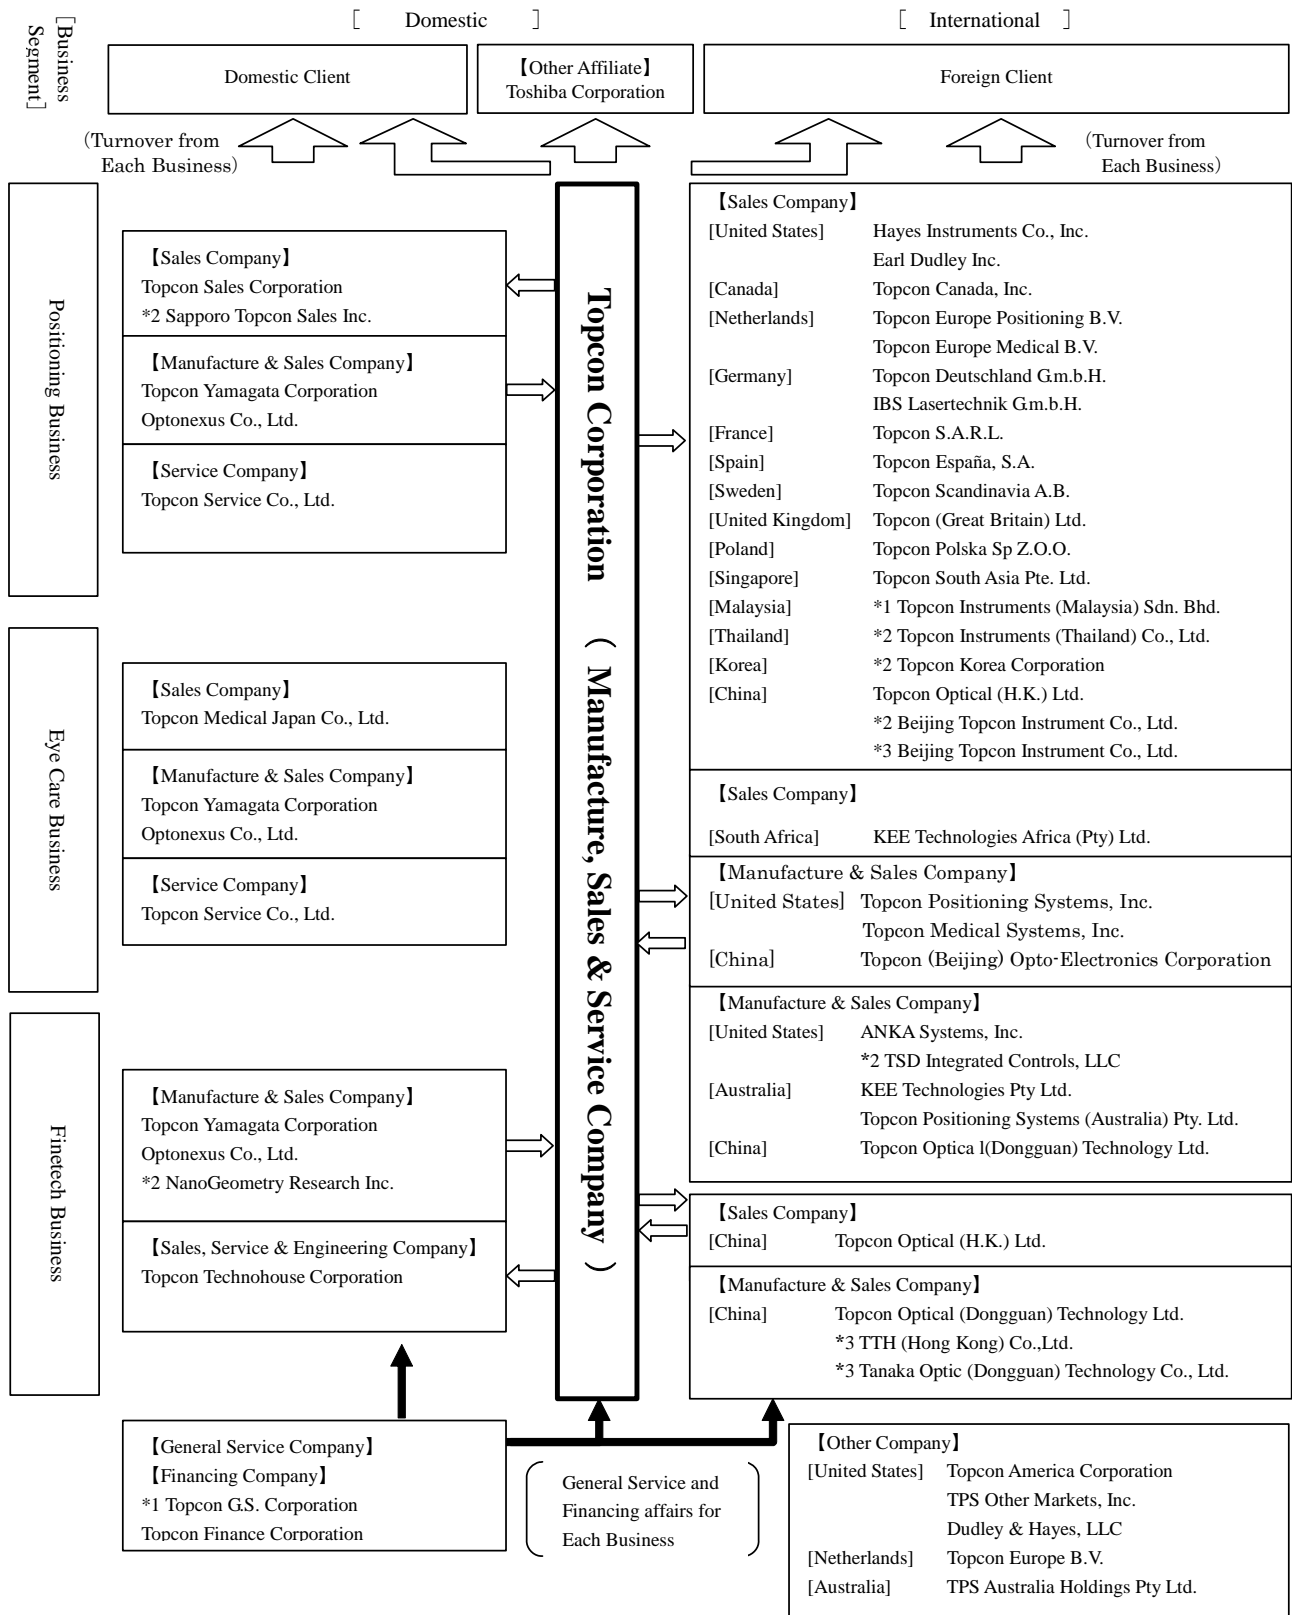 [Business Segment]
[ Domestic ]
[ International ]
Domestic Client
【Other Affiliate】
Toshiba Corporation
Foreign Client
(Turnover from
Each Business)
(Turnover from
Each Business)
Positioning Business
【Sales Company】
Topcon Sales Corporation
*2 Sapporo Topcon Sales Inc.
【Manufacture & Sales Company】
Topcon Yamagata Corporation
Optonexus Co., Ltd.
【Service Company】
Topcon Service Co., Ltd.
Eye Care Business
【Sales Company】
Topcon Medical Japan Co., Ltd.
【Manufacture & Sales Company】
Topcon Yamagata Corporation
Optonexus Co., Ltd.
【Service Company】
Topcon Service Co., Ltd.
Finetech Business
【Manufacture & Sales Company】
Topcon Yamagata Corporation
Optonexus Co., Ltd.
*2 NanoGeometry Research Inc.
【Sales, Service & Engineering Company】
Topcon Technohouse Corporation
【General Service Company】
【Financing Company】
*1 Topcon G.S. Corporation
Topcon Finance Corporation
Topcon Corporation ( Manufacture, Sales & Service Company )
General Service and
Financing affairs for
Each Business
【Sales Company】
[United States] Hayes Instruments Co., Inc.
Earl Dudley Inc.
[Canada] Topcon Canada, Inc.
[Netherlands] Topcon Europe Positioning B.V.
Topcon Europe Medical B.V.
[Germany] Topcon Deutschland G.m.b.H.
IBS Lasertechnik G.m.b.H.
[France] Topcon S.A.R.L.
[Spain] Topcon España, S.A.
[Sweden] Topcon Scandinavia A.B.
[United Kingdom] Topcon (Great Britain) Ltd.
[Poland] Topcon Polska Sp Z.O.O.
[Singapore] Topcon South Asia Pte. Ltd.
[Malaysia] *1 Topcon Instruments (Malaysia) Sdn. Bhd.
[Thailand] *2 Topcon Instruments (Thailand) Co., Ltd.
[Korea] *2 Topcon Korea Corporation
[China] Topcon Optical (H.K.) Ltd.
*2 Beijing Topcon Instrument Co., Ltd.
*3 Beijing Topcon Instrument Co., Ltd.
【Sales Company】
[South Africa] KEE Technologies Africa (Pty) Ltd.
【Manufacture & Sales Company】
[United States] Topcon Positioning Systems, Inc.
Topcon Medical Systems, Inc.
[China] Topcon (Beijing) Opto-Electronics Corporation
【Manufacture & Sales Company】
[United States] ANKA Systems, Inc.
*2 TSD Integrated Controls, LLC
[Australia] KEE Technologies Pty Ltd.
Topcon Positioning Systems (Australia) Pty. Ltd.
[China] Topcon Optica l(Dongguan) Technology Ltd.
【Sales Company】
[China] Topcon Optical (H.K.) Ltd.
【Manufacture & Sales Company】
[China] Topcon Optical (Dongguan) Technology Ltd.
*3 TTH (Hong Kong) Co.,Ltd.
*3 Tanaka Optic (Dongguan) Technology Co., Ltd.
【Other Company】
[United States] Topcon America Corporation
TPS Other Markets, Inc.
Dudley & Hayes, LLC
[Netherlands] Topcon Europe B.V.
[Australia] TPS Australia Holdings Pty Ltd.